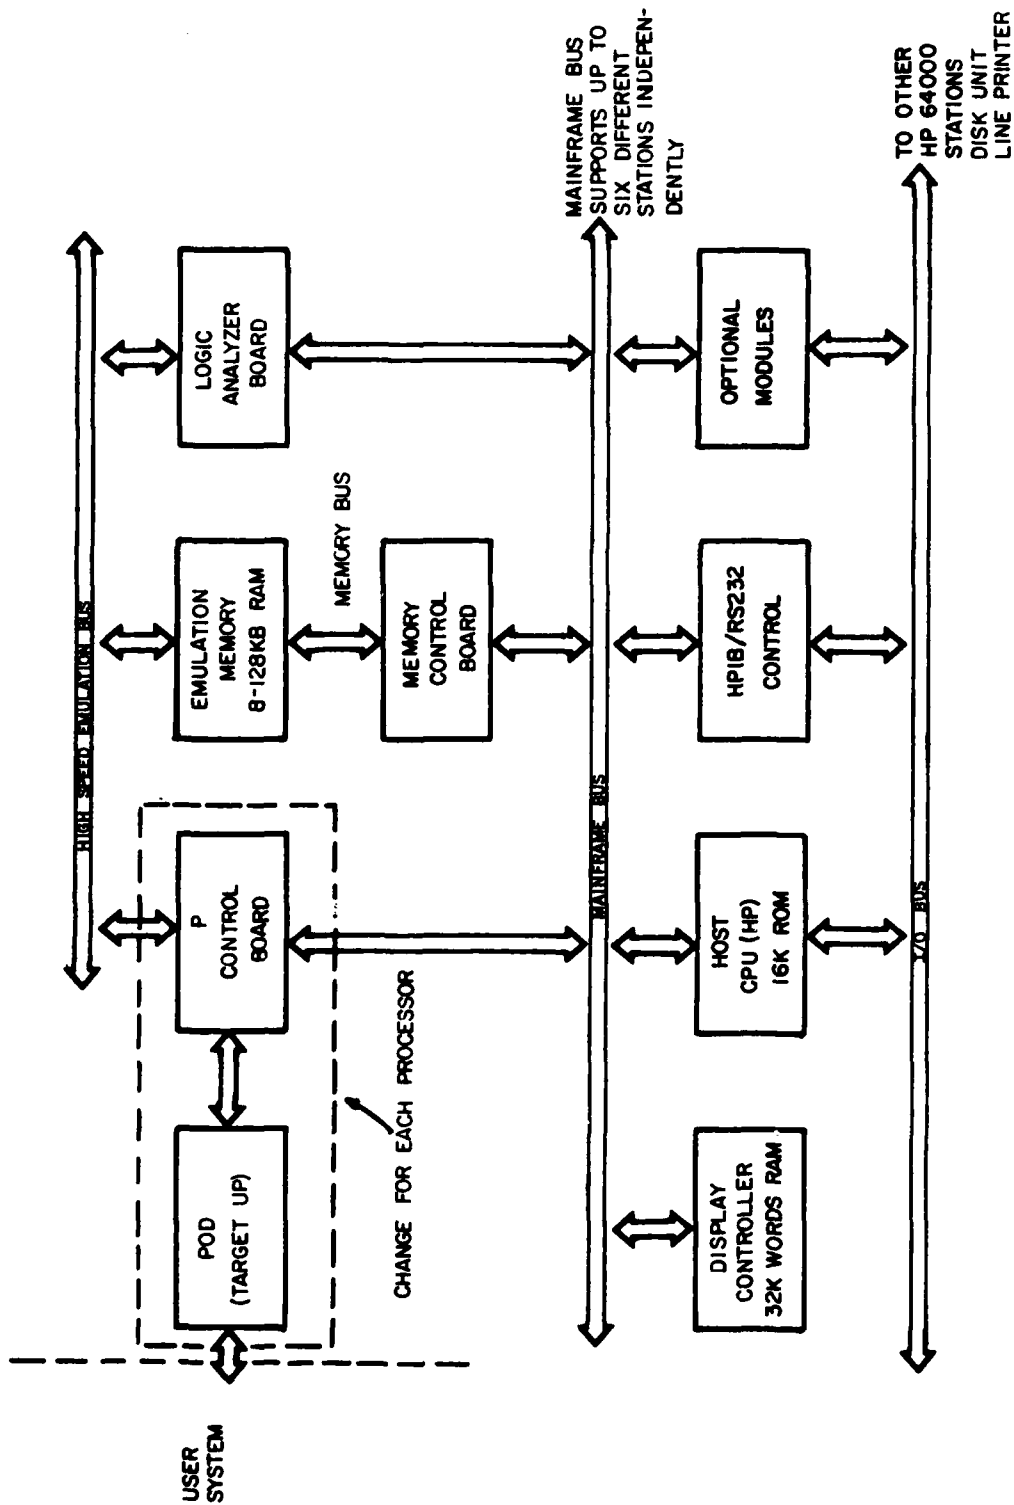 HIGH SPEED EMULATION BUS
USER
SYSTEM
POD
(TARGET UP)
P
CONTROL
BOARD
EMULATION
MEMORY
8-128KB RAM
LOGIC
ANALYZER
BOARD
CHANGE FOR EACH PROCESSOR
MEMORY BUS
MEMORY
CONTROL
BOARD
MAINFRAME BUS
MAINFRAME BUS
SUPPORTS UP TO
SIX DIFFERENT
STATIONS INDEPEN-
DENTLY
DISPLAY
CONTROLLER
32K WORDS RAM
HOST
CPU (HP)
16K ROM
HPIB/RS232
CONTROL
OPTIONAL
MODULES
I/O BUS
TO OTHER
HP 64000
STATIONS
DISK UNIT
LINE PRINTER